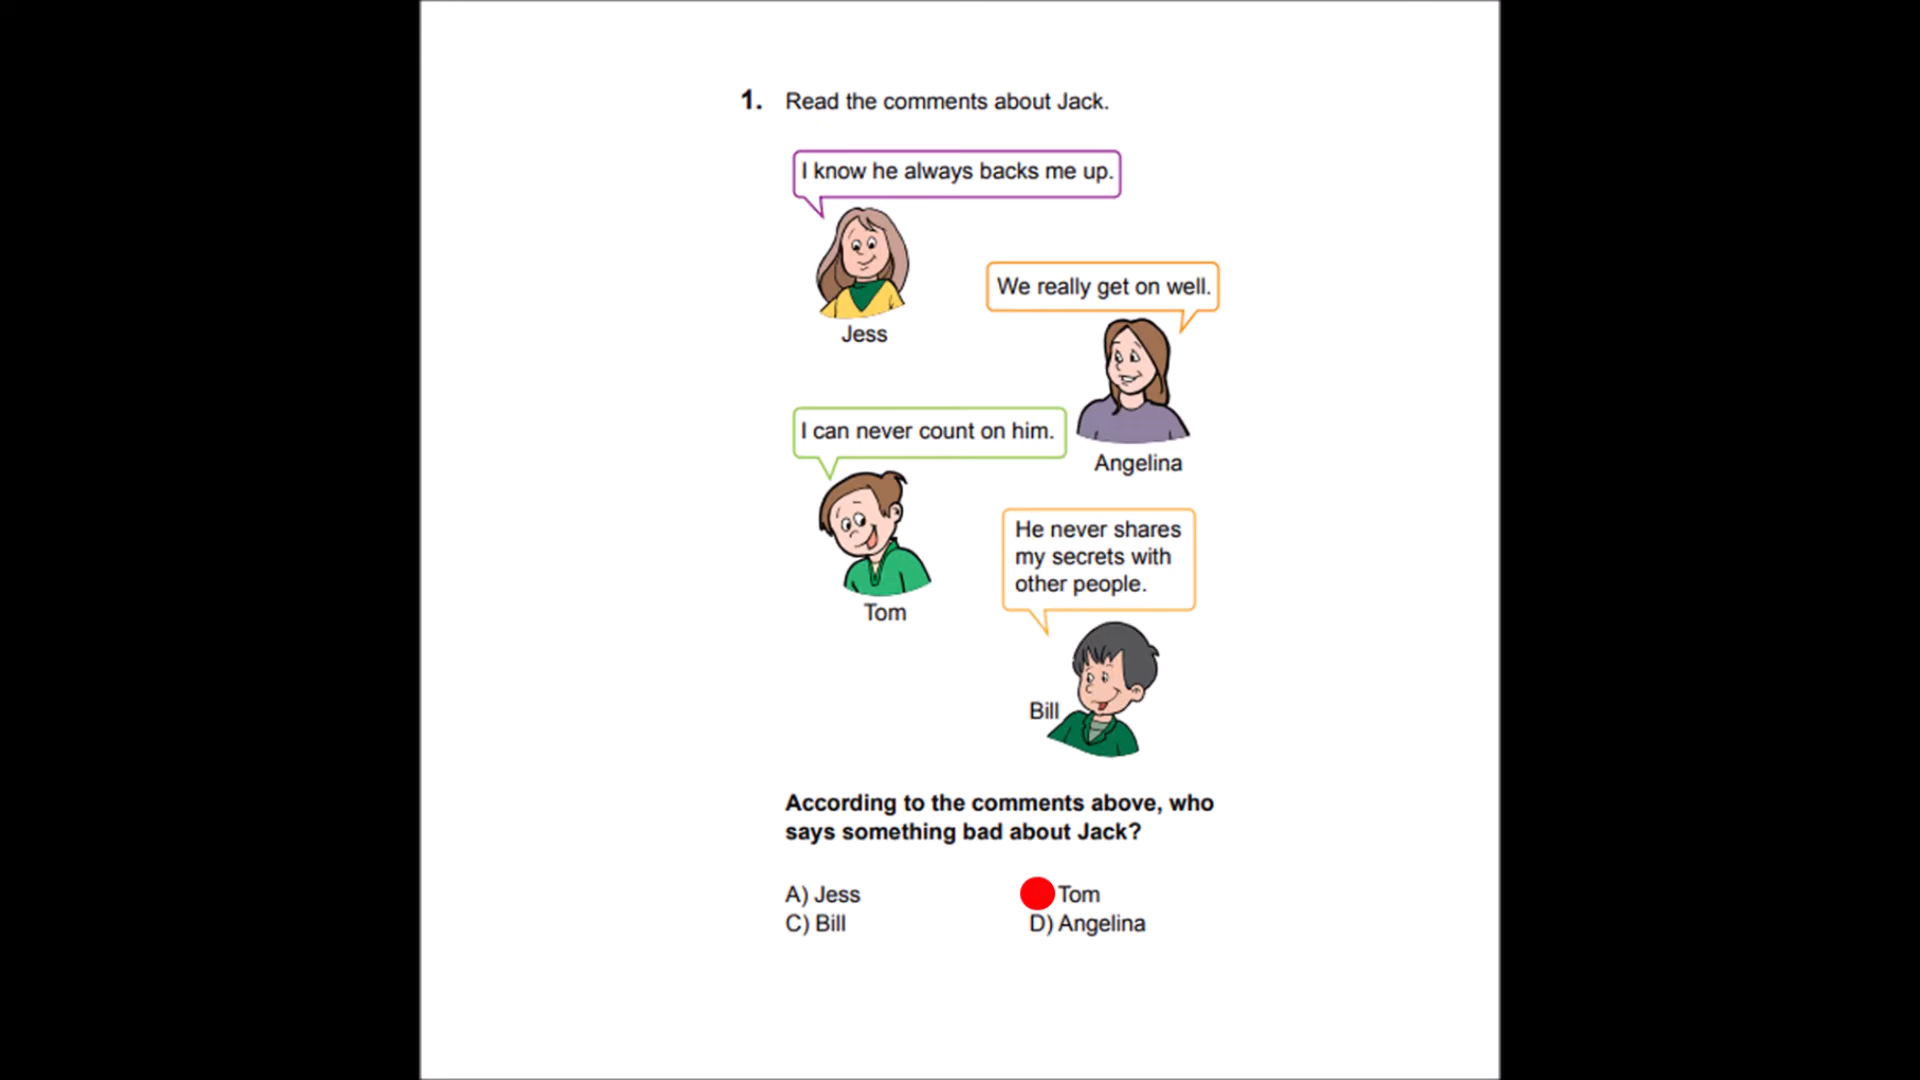 1. Read the comments about Jack.
I know he always backs me up.
Jess
We really get on well.
Angelina
I can never count on him.
Tom
He never shares
my secrets with
other people.
Bill
According to the comments above, who
says something bad about Jack?
A) Jess
Tom
C) Bill
D) Angelina